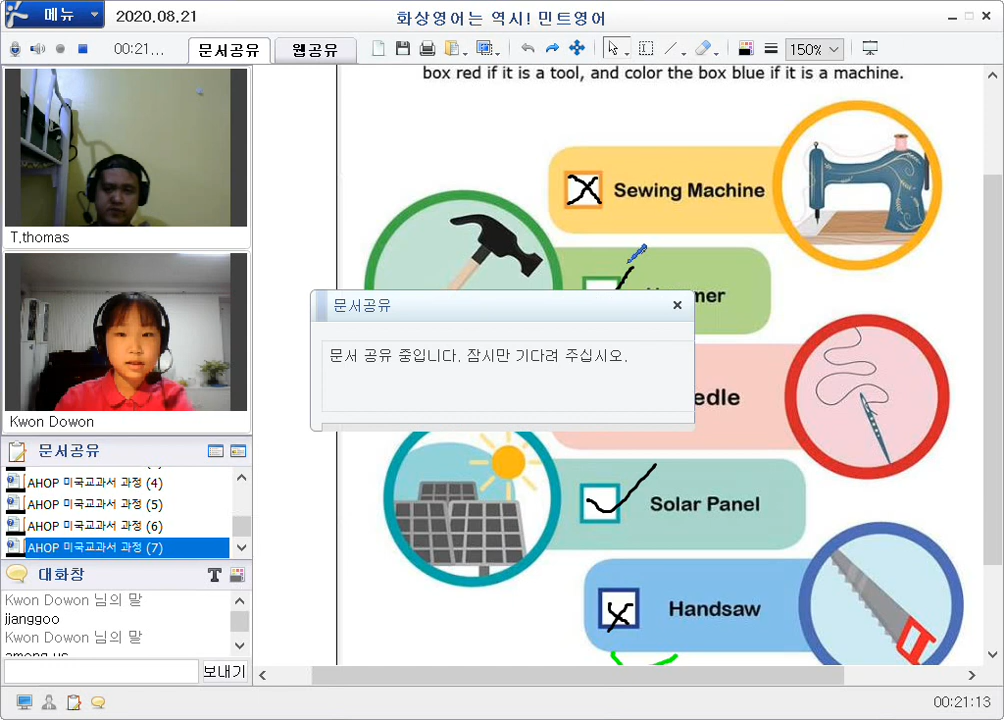 메뉴
2020.08.21
화상영어는 역시! 민트영어
00:21...
문서공유
웹공유
150%
T.thomas
Kwon Dowon
문서공유
AHOP 미국교과서 과정 (4)
AHOP 미국교과서 과정 (5)
AHOP 미국교과서 과정 (6)
AHOP 미국교과서 과정 (7)
대화창
Kwon Dowon 님의 말
jjanggoo
Kwon Dowon 님의 말
among us
보내기
box red if it is a tool, and color the box blue if it is a machine.
Sewing Machine
mer
문서공유
문서 공유 중입니다. 잠시만 기다려 주십시오.
edle
Solar Panel
Handsaw
00:21:13